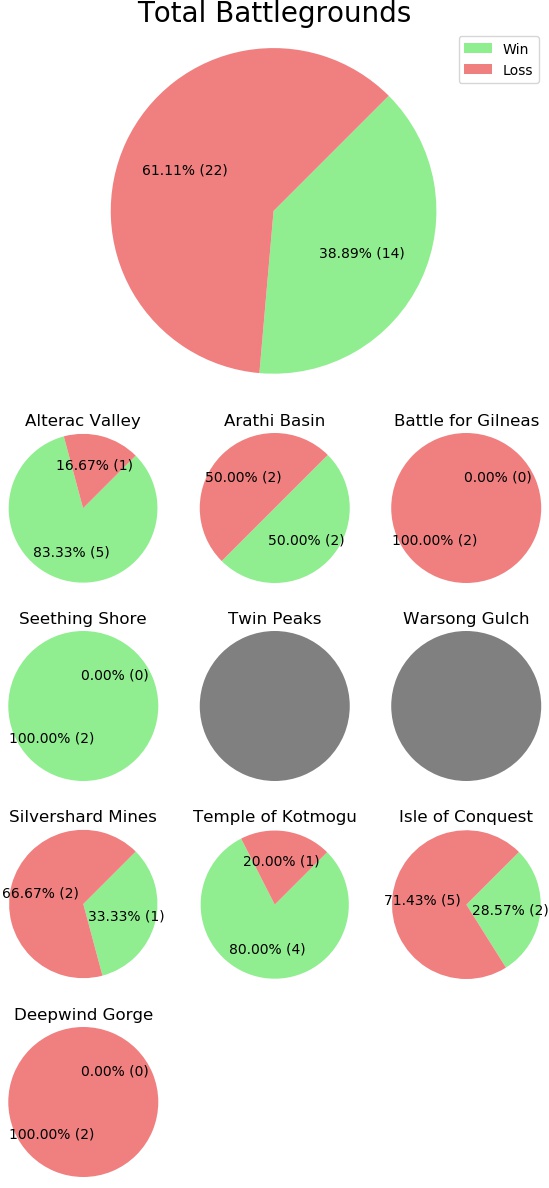 Total Battlegrounds
Win
Loss
61.11% (22)
38.89% (14)
Alterac Valley
Arathi Basin
Battle for Gilneas
16.67% (1)
83.33% (5)
50.00% (2)
50.00% (2)
0.00% (0)
100.00% (2)
Seething Shore
Twin Peaks
Warsong Gulch
0.00% (0)
100.00% (2)
Silvershard Mines
Temple of Kotmogu
Isle of Conquest
66.67% (2)
33.33% (1)
20.00% (1)
80.00% (4)
71.43% (5)
28.57% (2)
Deepwind Gorge
0.00% (0)
100.00% (2)